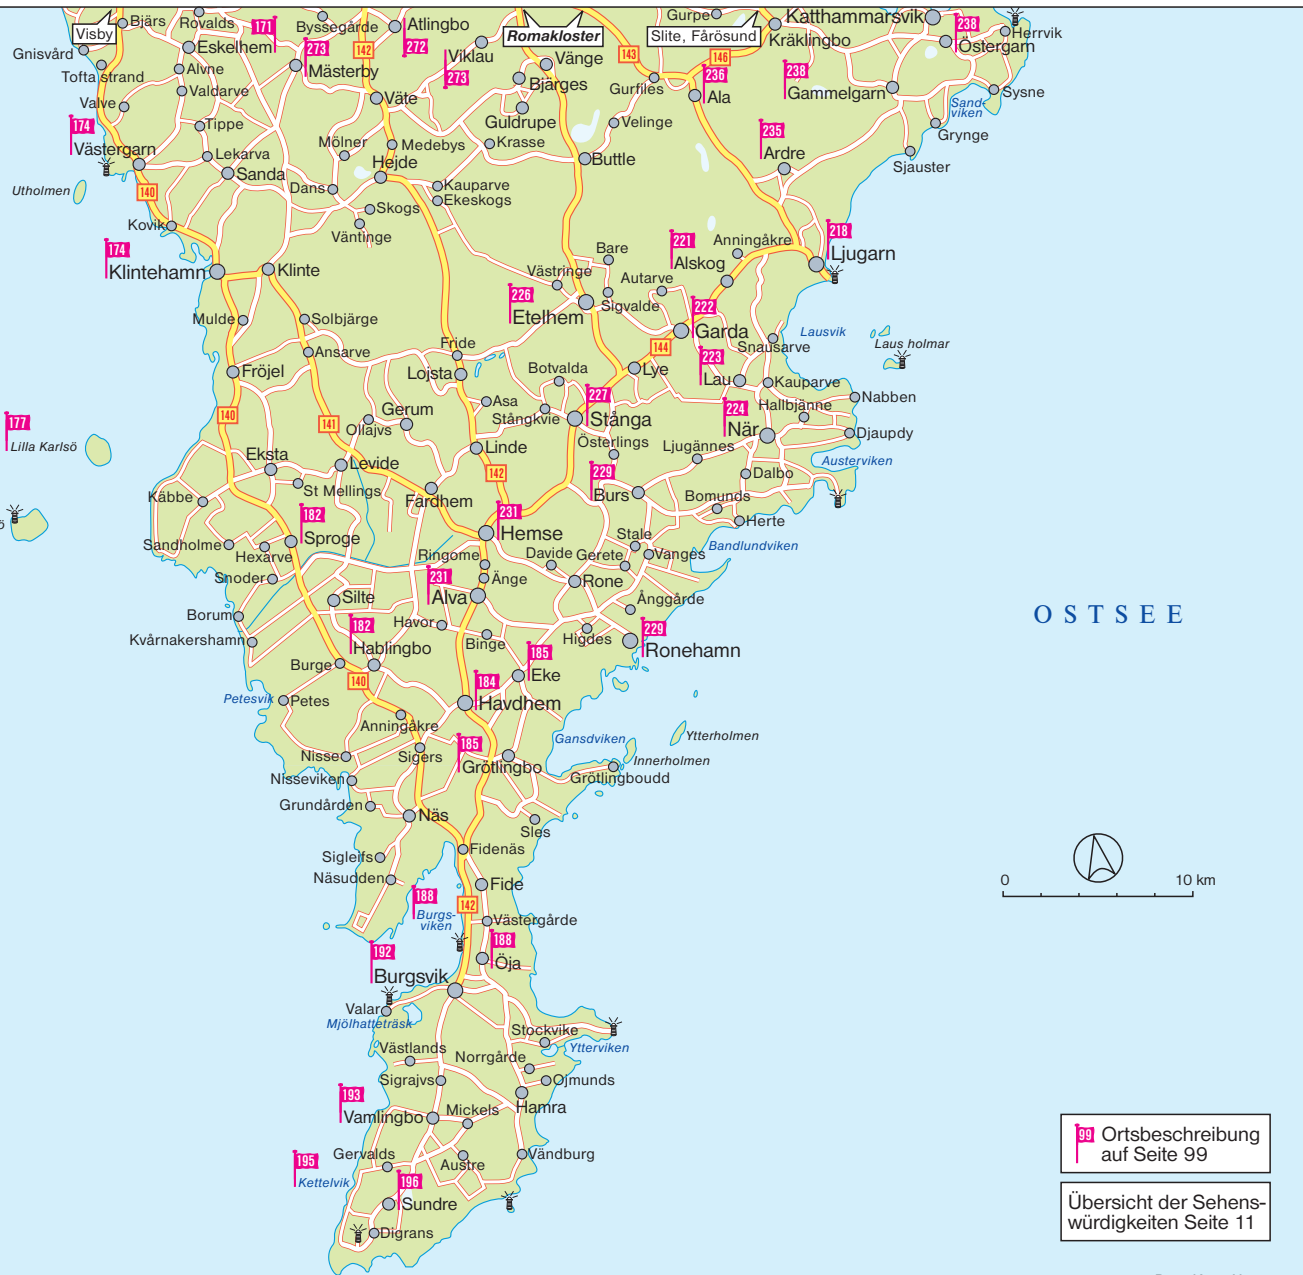 Visby
Bjärs
Rovalds
171
Byssegårde
Atlingbo
272
Romakloster
Gurpe
Slite, Fårösund
Katthammarsvik
Kräklingbo
238
Östergarn
Herrvik
Gnisvård
Eskelhem
273
Mästerby
142
Viklau
273
Vänge
143
146
Tofta strand
Alvne
Valdarve
Bjärges
Gurfiles
236
Ala
238
Gammelgarn
Sysne
Valve
Väte
Guldrupe
Sand-
viken
Grynge
174
Västergarn
Tippe
Mölner
Medebys
Krasse
Velinge
235
Ardre
Sjauster
Lekarva
Sanda
Hejde
Buttle
Utholmen
140
Dans
Kauparve
Ekeskogs
Skogs
Kovik
Väntinge
174
Klintehamn
Klinte
Bare
221
Alskog
Anningåkre
218
Ljugarn
Västringe
Autarve
226
Etelhem
Sigvalde
222
Garda
Mulde
Solbjärge
Lausvik
Laus holmar
Ansarve
Fride
144
Snausarve
223
Lau
Fröjel
Lojsta
Botvalda
Lye
Kauparve
Nabben
140
141
Gerum
Ollajvs
Asa
Stångkvie
227
Stånga
224
När
Hallbjänne
Djaupdy
177
Lilla Karlsö
Österlings
Ljugännes
Austerviken
Eksta
Levide
Linde
142
229
Burs
Dalbo
Käbbe
St Mellings
Fardhem
Bomunds
182
Sproge
231
Hemse
Herte
Sandholme
Hexarve
Stale
Bandlundviken
Ringome
Davide
Gerete
Vanges
Snoder
Änge
Rone
231
Alva
Silte
Ånggårde
Borum
182
Hablingbo
Havor
OSTSEE
Kvårnakershamn
Binge
Higdes
229
Ronehamn
Burge
140
185
Eke
Petesvik
Petes
184
Havdhem
Anningåkre
Gansdviken
Ytterholmen
Nisse
Sigers
185
Grötlingbo
Innerholmen
Nisseviken
Grötlingboudd
Grundården
Näs
Sles
Sigleifs
Fidenäs
Näsudden
Fide
0
10 km
188
Burgs-
viken
142
Västergårde
192
Burgsvik
188
Öja
Valar
Mjölhatteträsk
Stockvike
Ytterviken
Västlands
Norrgårde
Sigrajvs
Ojmunds
193
Vamlingbo
Mickels
Hamra
Gervalds
Austre
Vändburg
195
Kettelvik
196
Sundre
Digrans
99 Ortsbeschreibung
auf Seite 99
Übersicht der Sehens-
würdigkeiten Seite 11